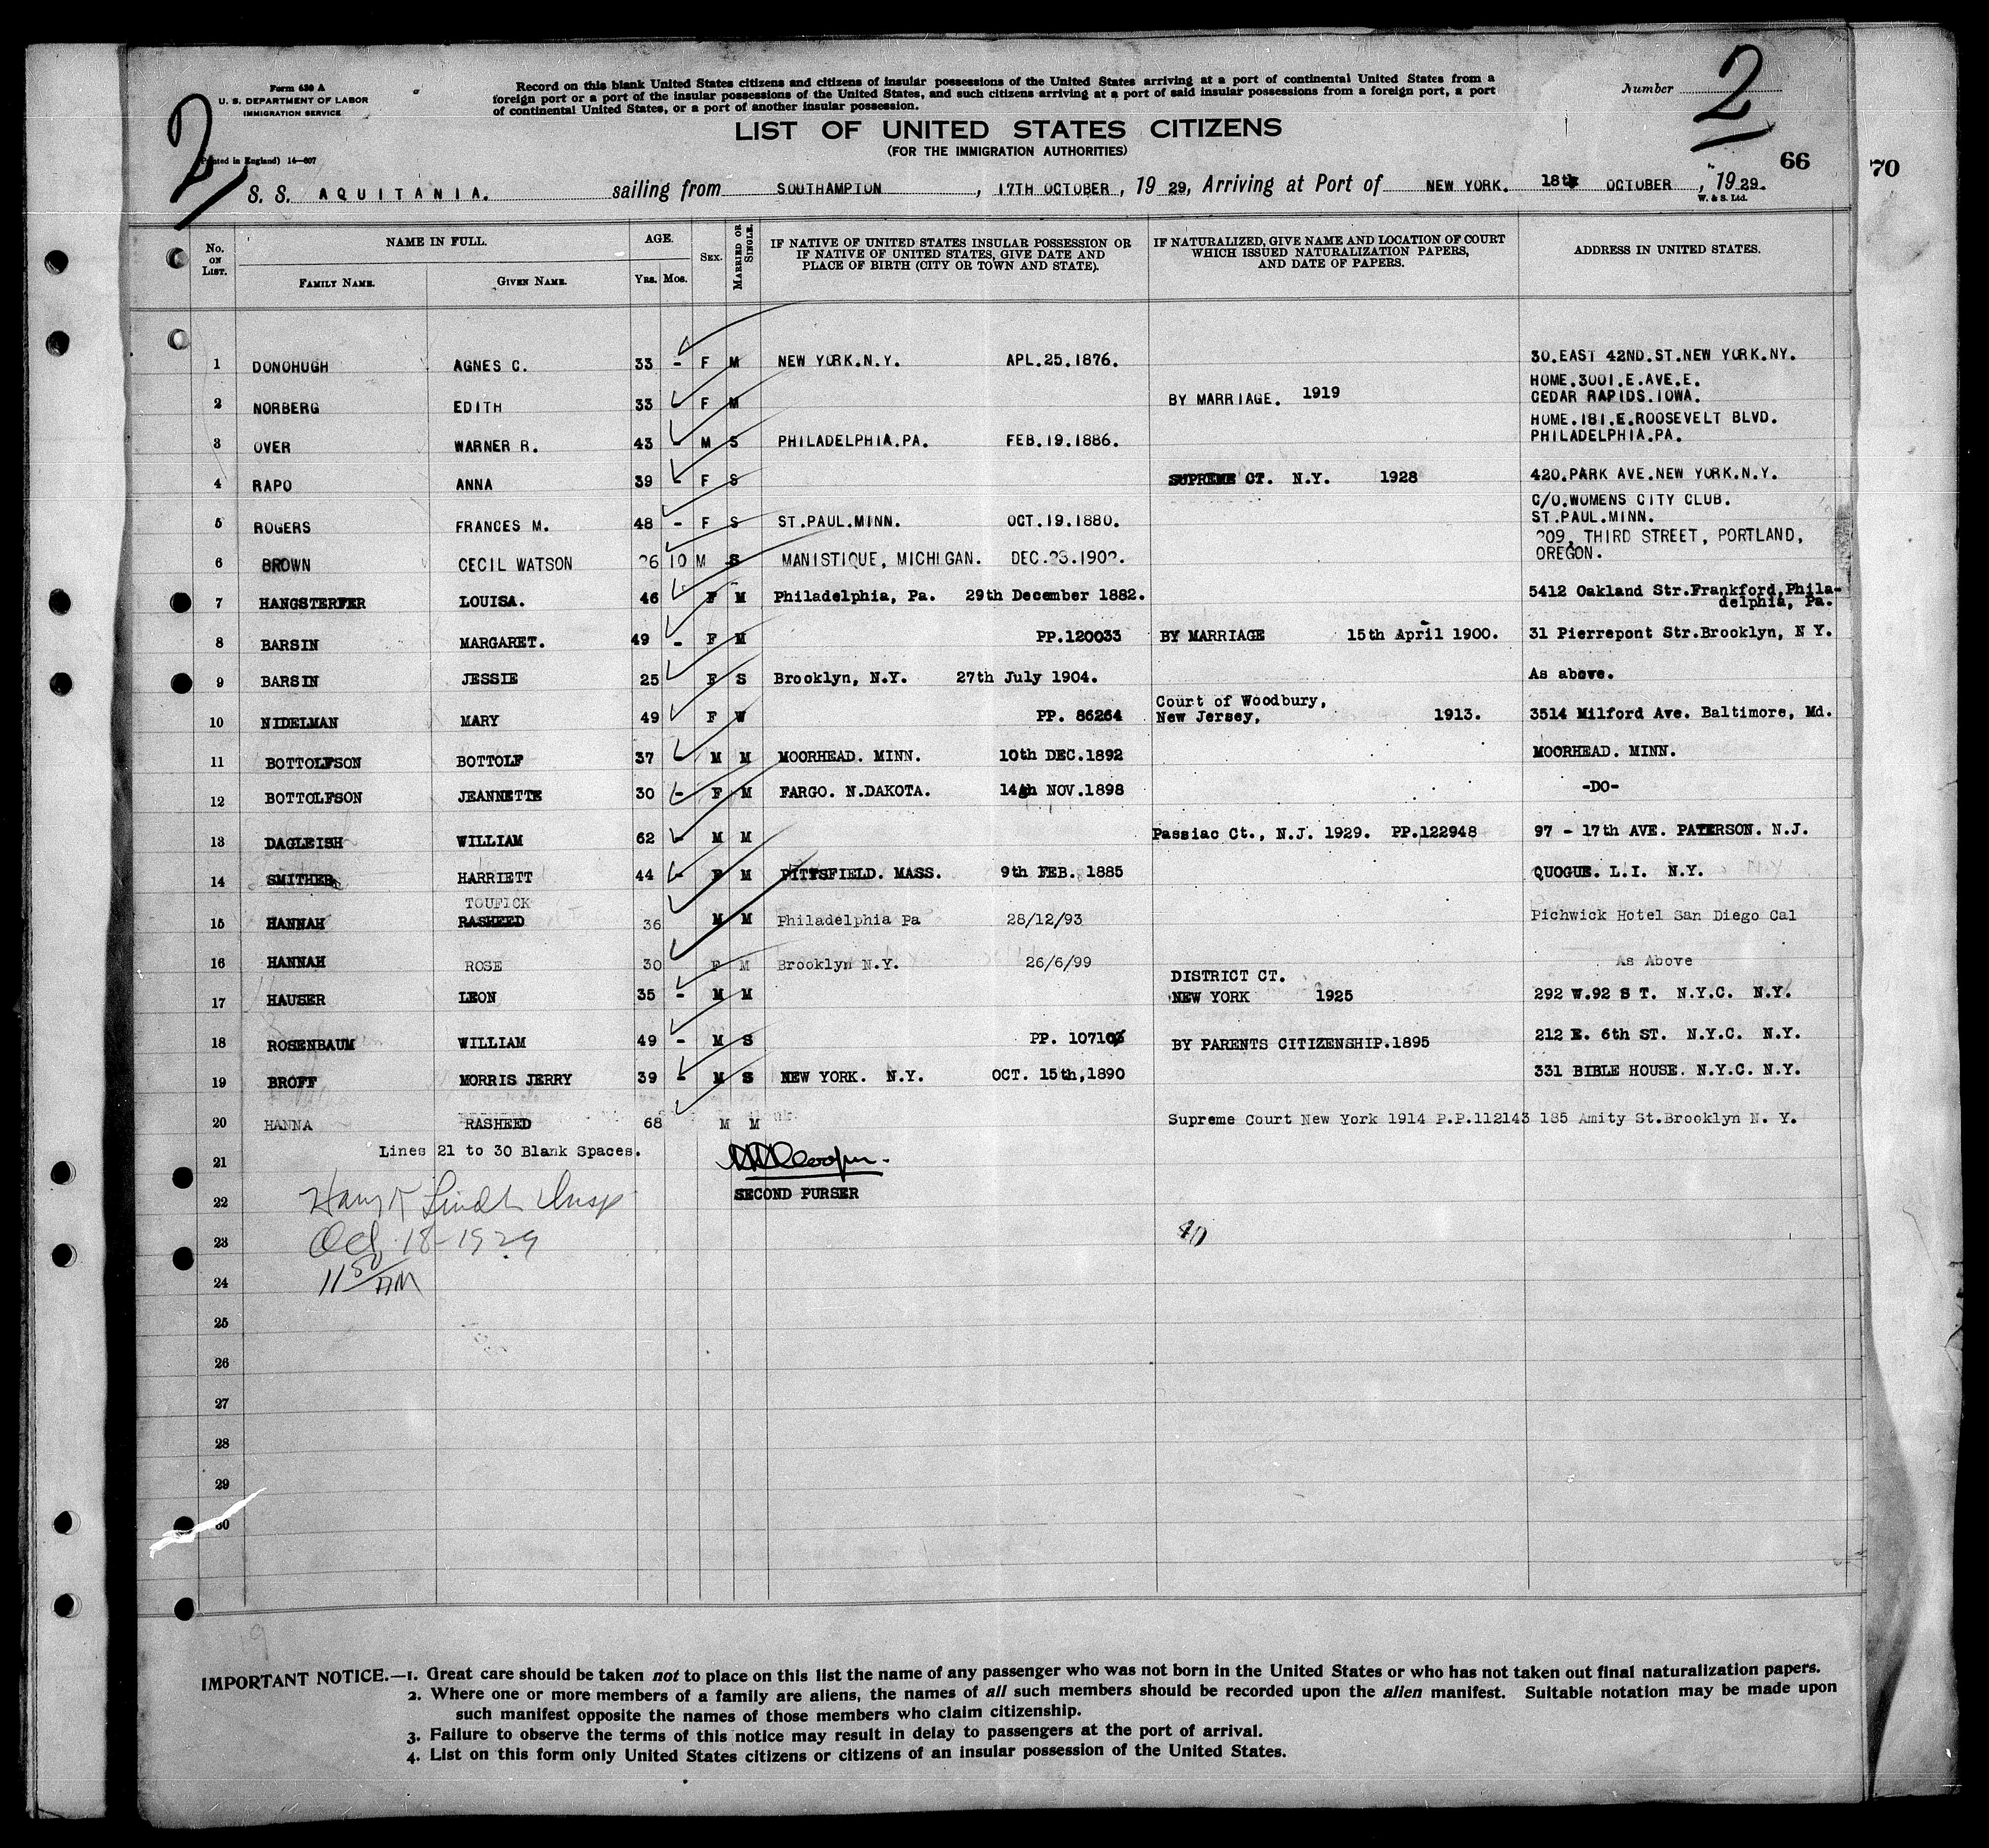 Form 630 A
U. S. DEPARTMENT OF LABOR
IMMIGRATION SERVICE
(Printed in England) 14—607
2
Record on this blank United States citizens and citizens of insular possessions of the United States arriving at a port of continental United States from a
foreign port or a port of the insular possessions of the United States, and such citizens arriving at a port of said insular possessions from a foreign port, a port
of continental United States, or a port of another insular possession.
Number 2
LIST OF UNITED STATES CITIZENS
(FOR THE IMMIGRATION AUTHORITIES)
66
70
S. S. AQUITANIA. sailing from SOUTHAMPTON, 17TH OCTOBER, 19 29, Arriving at Port of NEW YORK. 18th OCTOBER, 19 29.
W. & S. Ltd.
No. ON LIST.
NAME IN FULL.
FAMILY NAME.
GIVEN NAME.
AGE.
YRS. MOS.
SEX.
MARRIED OR SINGLE.
IF NATIVE OF UNITED STATES INSULAR POSSESSION OR
IF NATIVE OF UNITED STATES, GIVE DATE AND
PLACE OF BIRTH (CITY OR TOWN AND STATE).
IF NATURALIZED, GIVE NAME AND LOCATION OF COURT
WHICH ISSUED NATURALIZATION PAPERS,
AND DATE OF PAPERS.
ADDRESS IN UNITED STATES.
1 DONOHUGH AGNES C. 33 - F M NEW YORK.N.Y. APL.25.1876. 30.EAST 42ND.ST.NEW YORK.NY.
HOME.3001.E.AVE.E.
2 NORBERG EDITH 33 - F M BY MARRIAGE. 1919 CEDAR RAPIDS.IOWA.
HOME.181.E.ROOSEVELT BLVD.
3 OVER WARNER R. 43 - M S PHILADELPHIA.PA. FEB.19.1886. PHILADELPHIA.PA.
4 RAPO ANNA 39 - F S SUPREME CT. N.Y. 1928 420.PARK AVE.NEW YORK.N.Y.
C/O.WOMENS CITY CLUB.
5 ROGERS FRANCES M. 48 - F S ST.PAUL.MINN. OCT.19.1880. ST.PAUL.MINN.
209, THIRD STREET, PORTLAND,
6 BROWN CECIL WATSON 26 10 M S MANISTIQUE, MICHIGAN. DEC.23.1902. OREGON.
7 HANGSTERFER LOUISA. 46 F M Philadelphia, Pa. 29th December 1882. 5412 Oakland Str.Frankford,Phila-
delphia, Pa.
8 BARSIN MARGARET. 49 - F M PP.120033 BY MARRIAGE 15th April 1900. 31 Pierrepont Str.Brooklyn, N Y.
9 BARSIN JESSIE 25 F S Brooklyn, N.Y. 27th July 1904. As above.
Court of Woodbury,
10 NIDELMAN MARY 49 F W PP. 86264 New Jersey, 1913. 3514 Milford Ave. Baltimore, Md.
11 BOTTOLFSON BOTTOLF 37 - M M MOORHEAD. MINN. 10th DEC.1892 MOORHEAD. MINN.
12 BOTTOLFSON JEANNETTE 30 - F M FARGO. N.DAKOTA. 14th NOV.1898 -DO-
13 DAGLEISH WILLIAM 62 - M M Passiac Ct., N.J. 1929. PP.122948 97 - 17th AVE. PATERSON. N.J.
14 SMITHER HARRIETT 44 - F M PITTSFIELD. MASS. 9th FEB. 1885 QUOGUE. L.I. N.Y.
TOUFICK
15 HANNAH RASHEED 36 M M Philadelphia Pa 28/12/93 Pichwick Hotel San Diego Cal
16 HANNAH ROSE 30 F M Brooklyn N.Y. 26/6/99 As Above
DISTRICT CT.
17 HAUSER LEON 35 - M M NEW YORK 1925 292 W.92 S T. N.Y.C. N.Y.
18 ROSENBAUM WILLIAM 49 - M S PP. 107103 BY PARENTS CITIZENSHIP.1895 212 E. 6th ST. N.Y.C. N.Y.
19 BROFF MORRIS JERRY 39 - M S NEW YORK. N.Y. OCT. 15th,1890 331 BIBLE HOUSE. N.Y.C. N.Y.
20 HANNA RASHEED 68 M M Supreme Court New York 1914 P.P.112143 185 Amity St.Brooklyn N. Y.
Lines 21 to 30 Blank Spaces.
21
SECOND PURSER
22
Oct 18-1929
23
11 50 AM
24
25
26
27
28
29
30
IMPORTANT NOTICE.—1. Great care should be taken not to place on this list the name of any passenger who was not born in the United States or who has not taken out final naturalization papers.
2. Where one or more members of a family are aliens, the names of all such members should be recorded upon the alien manifest. Suitable notation may be made upon
such manifest opposite the names of those members who claim citizenship.
3. Failure to observe the terms of this notice may result in delay to passengers at the port of arrival.
4. List on this form only United States citizens or citizens of an insular possession of the United States.